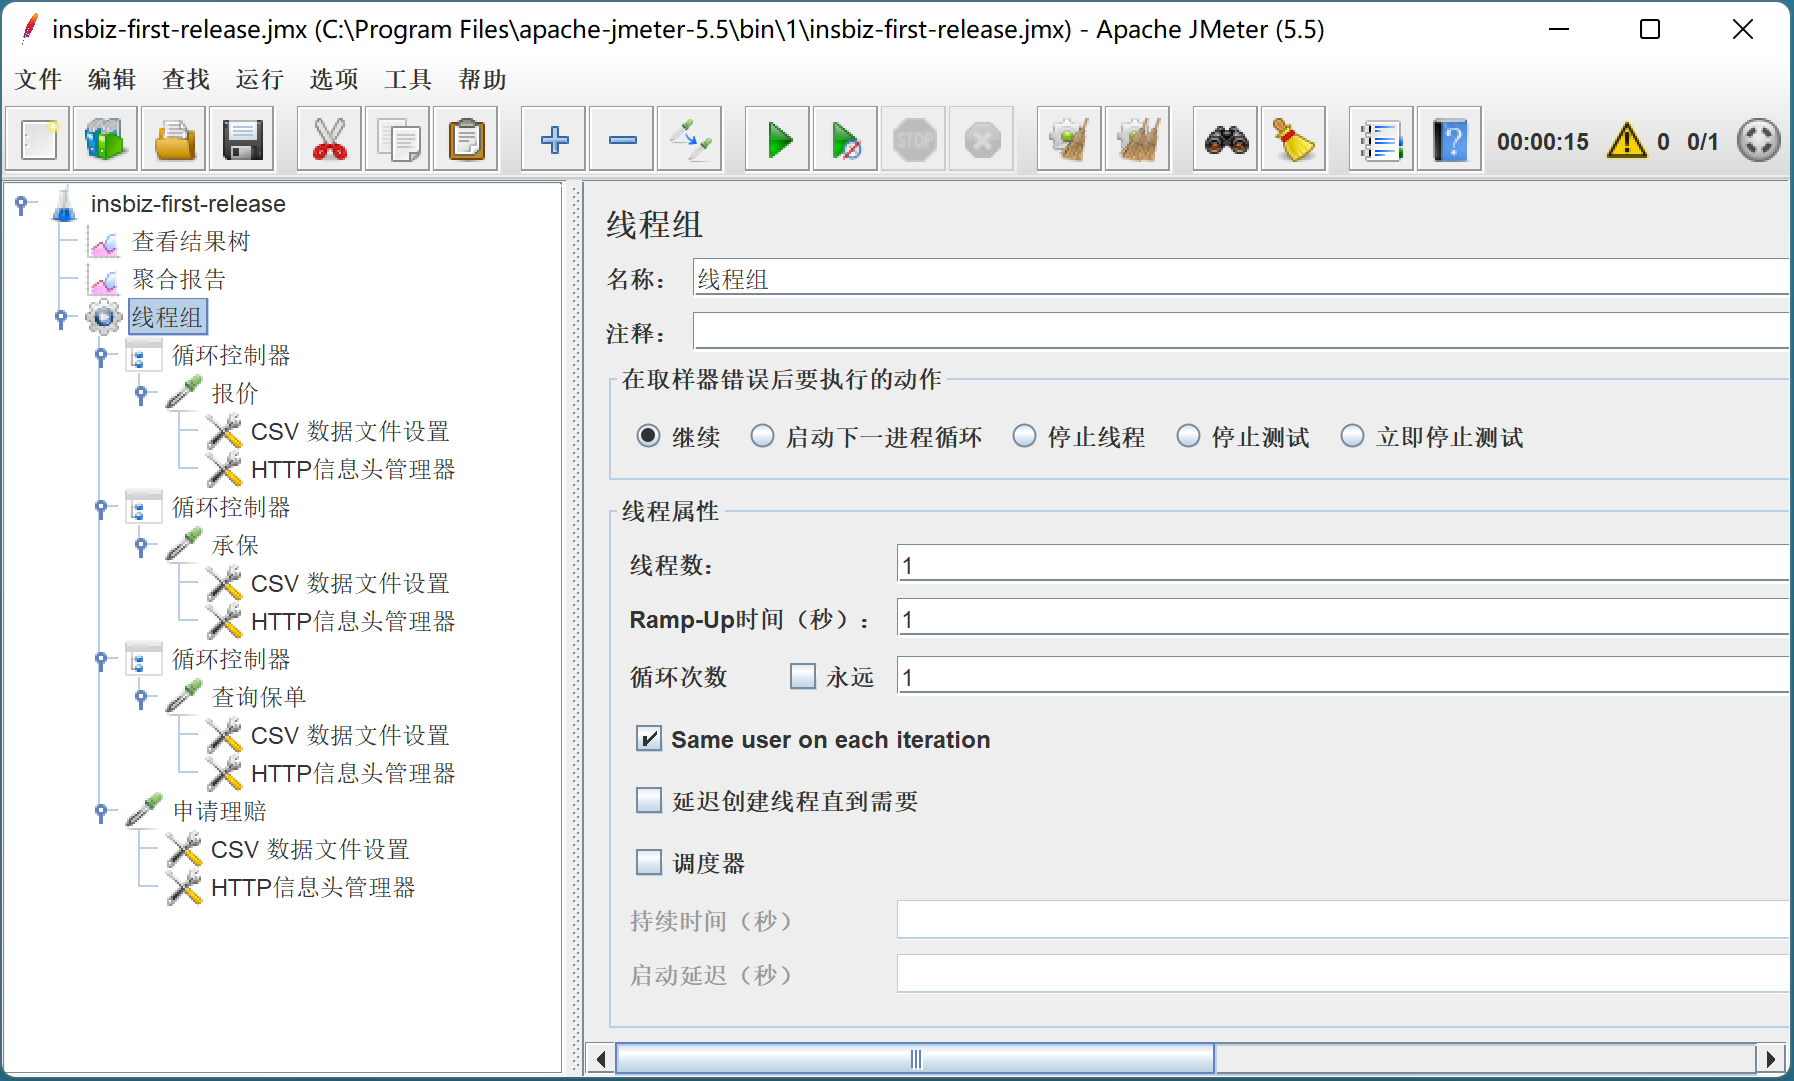 insbiz-first-release.jmx (C:\Program Files\apache-jmeter-5.5\bin\1\insbiz-first-release.jmx) - Apache JMeter (5.5)
文件 编辑 查找 运行 选项 工具 帮助
STOP
00:00:15 0 0/1
insbiz-first-release
查看结果树
聚合报告
线程组
循环控制器
报价
CSV 数据文件设置
HTTP信息头管理器
循环控制器
承保
CSV 数据文件设置
HTTP信息头管理器
循环控制器
查询保单
CSV 数据文件设置
HTTP信息头管理器
申请理赔
CSV 数据文件设置
HTTP信息头管理器
线程组
名称： 线程组
注释：
在取样器错误后要执行的动作
继续 启动下一进程循环 停止线程 停止测试 立即停止测试
线程属性
线程数： 1
Ramp-Up时间（秒）： 1
循环次数 永远 1
Same user on each iteration
延迟创建线程直到需要
调度器
持续时间（秒）
启动延迟（秒）